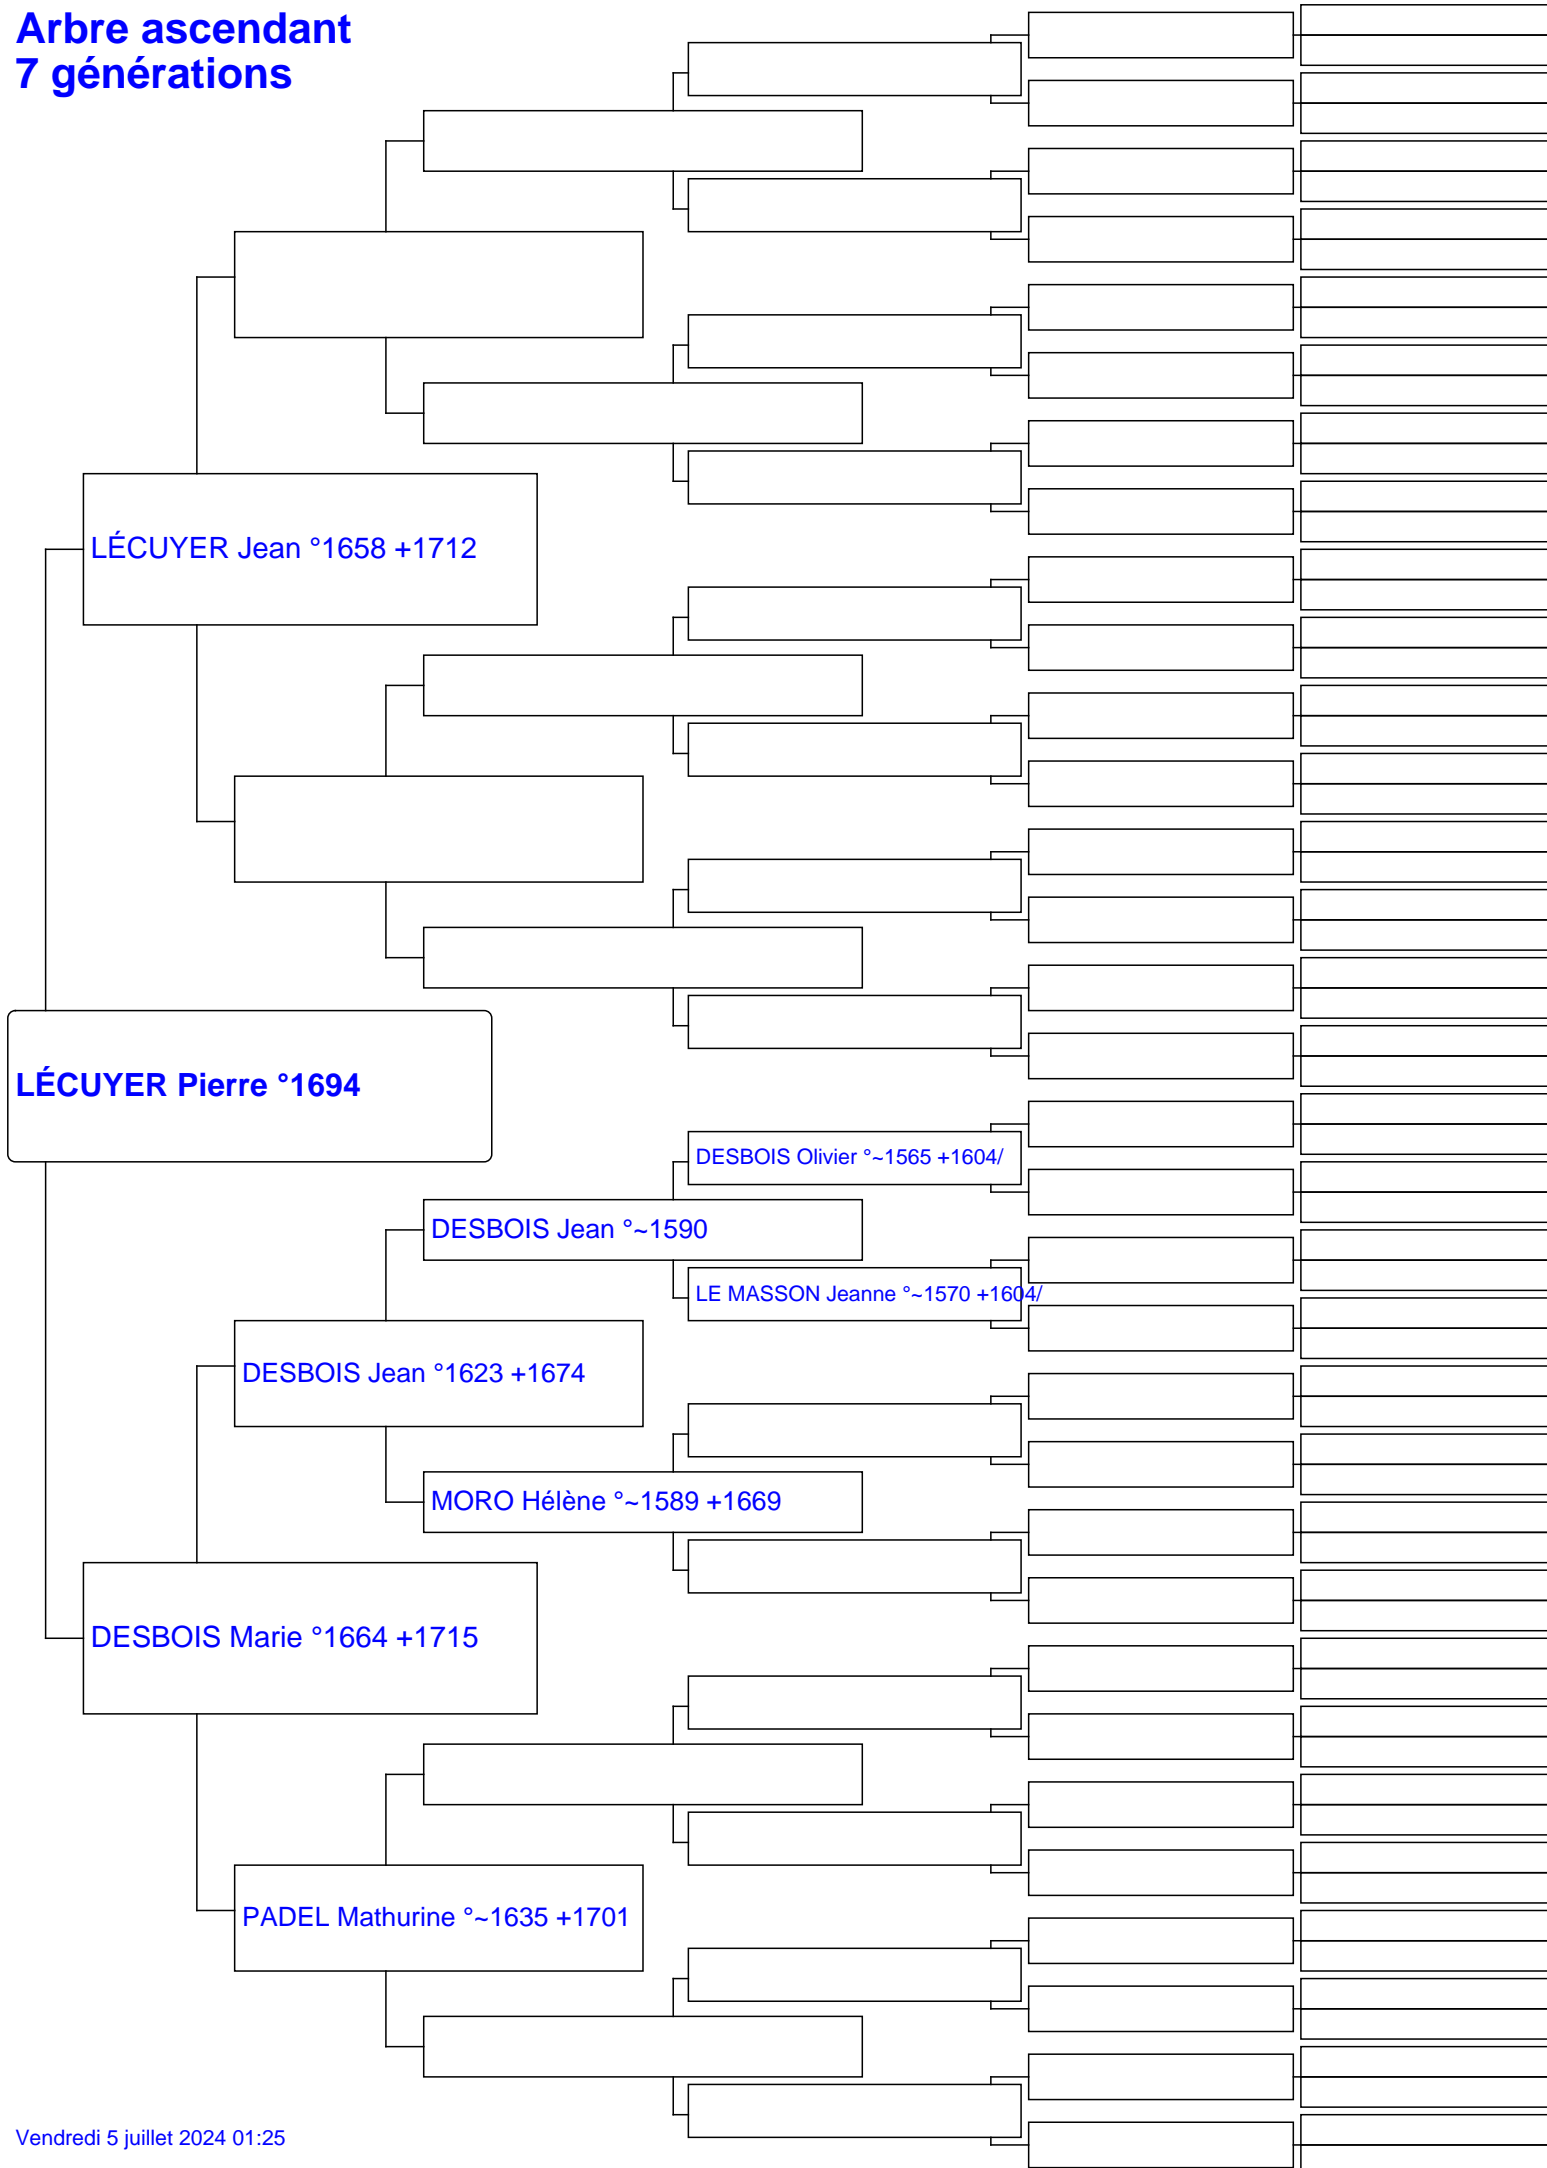 Arbre ascendant
7 générations
LÉCUYER Jean °1658 +1712
LÉCUYER Pierre °1694
DESBOIS Olivier °~1565 +1604/
DESBOIS Jean °~1590
LE MASSON Jeanne °~1570 +1604/
DESBOIS Jean °1623 +1674
MORO Hélène °~1589 +1669
DESBOIS Marie °1664 +1715
PADEL Mathurine °~1635 +1701
Vendredi 5 juillet 2024 01:25